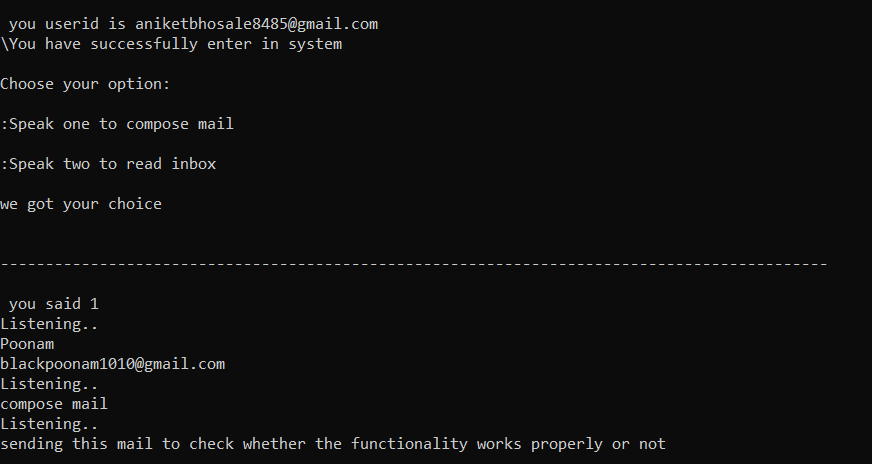 you userid is aniketbhosale8485@gmail.com
\You have successfully enter in system
Choose your option:
:Speak one to compose mail
:Speak two to read inbox
we got your choice
--------------------------------------------------------------------------------------------
you said 1
Listening..
Poonam
blackpoonam1010@gmail.com
Listening..
compose mail
Listening..
sending this mail to check whether the functionality works properly or not